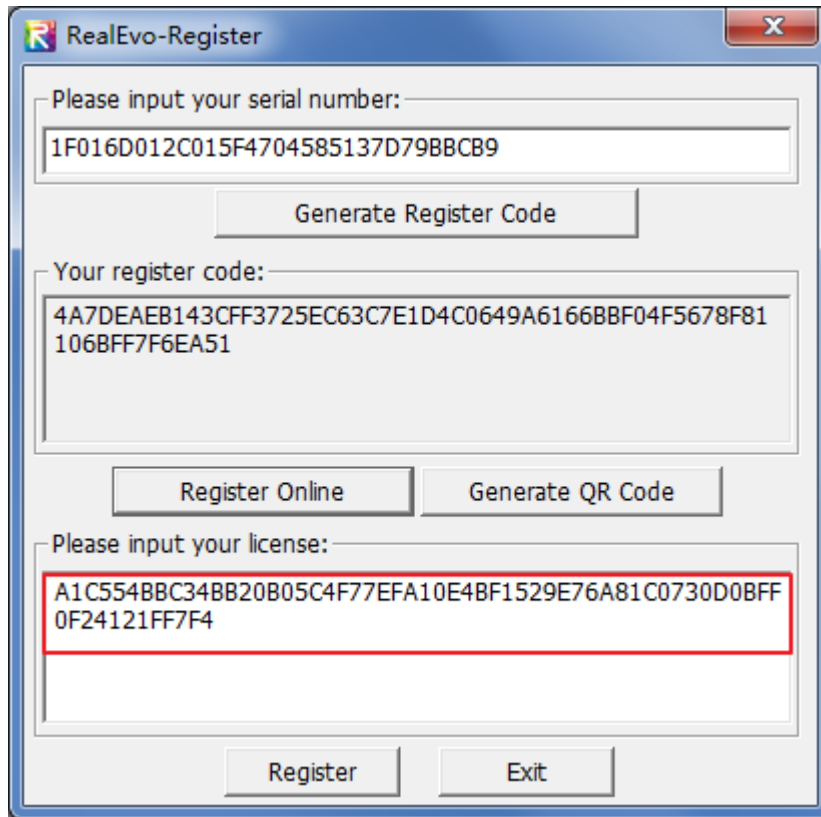 RealEvo-Register
Please input your serial number:
1F016D012C015F4704585137D79BBCB9
Generate Register Code
Your register code:
4A7DEAEB143CFF3725EC63C7E1D4C0649A6166BBF04F5678F81
106BFF7F6EA51
Register Online
Generate QR Code
Please input your license:
A1C554BBC34BB20B05C4F77EFA10E4BF1529E76A81C0730D0BFF
0F24121FF7F4
Register
Exit